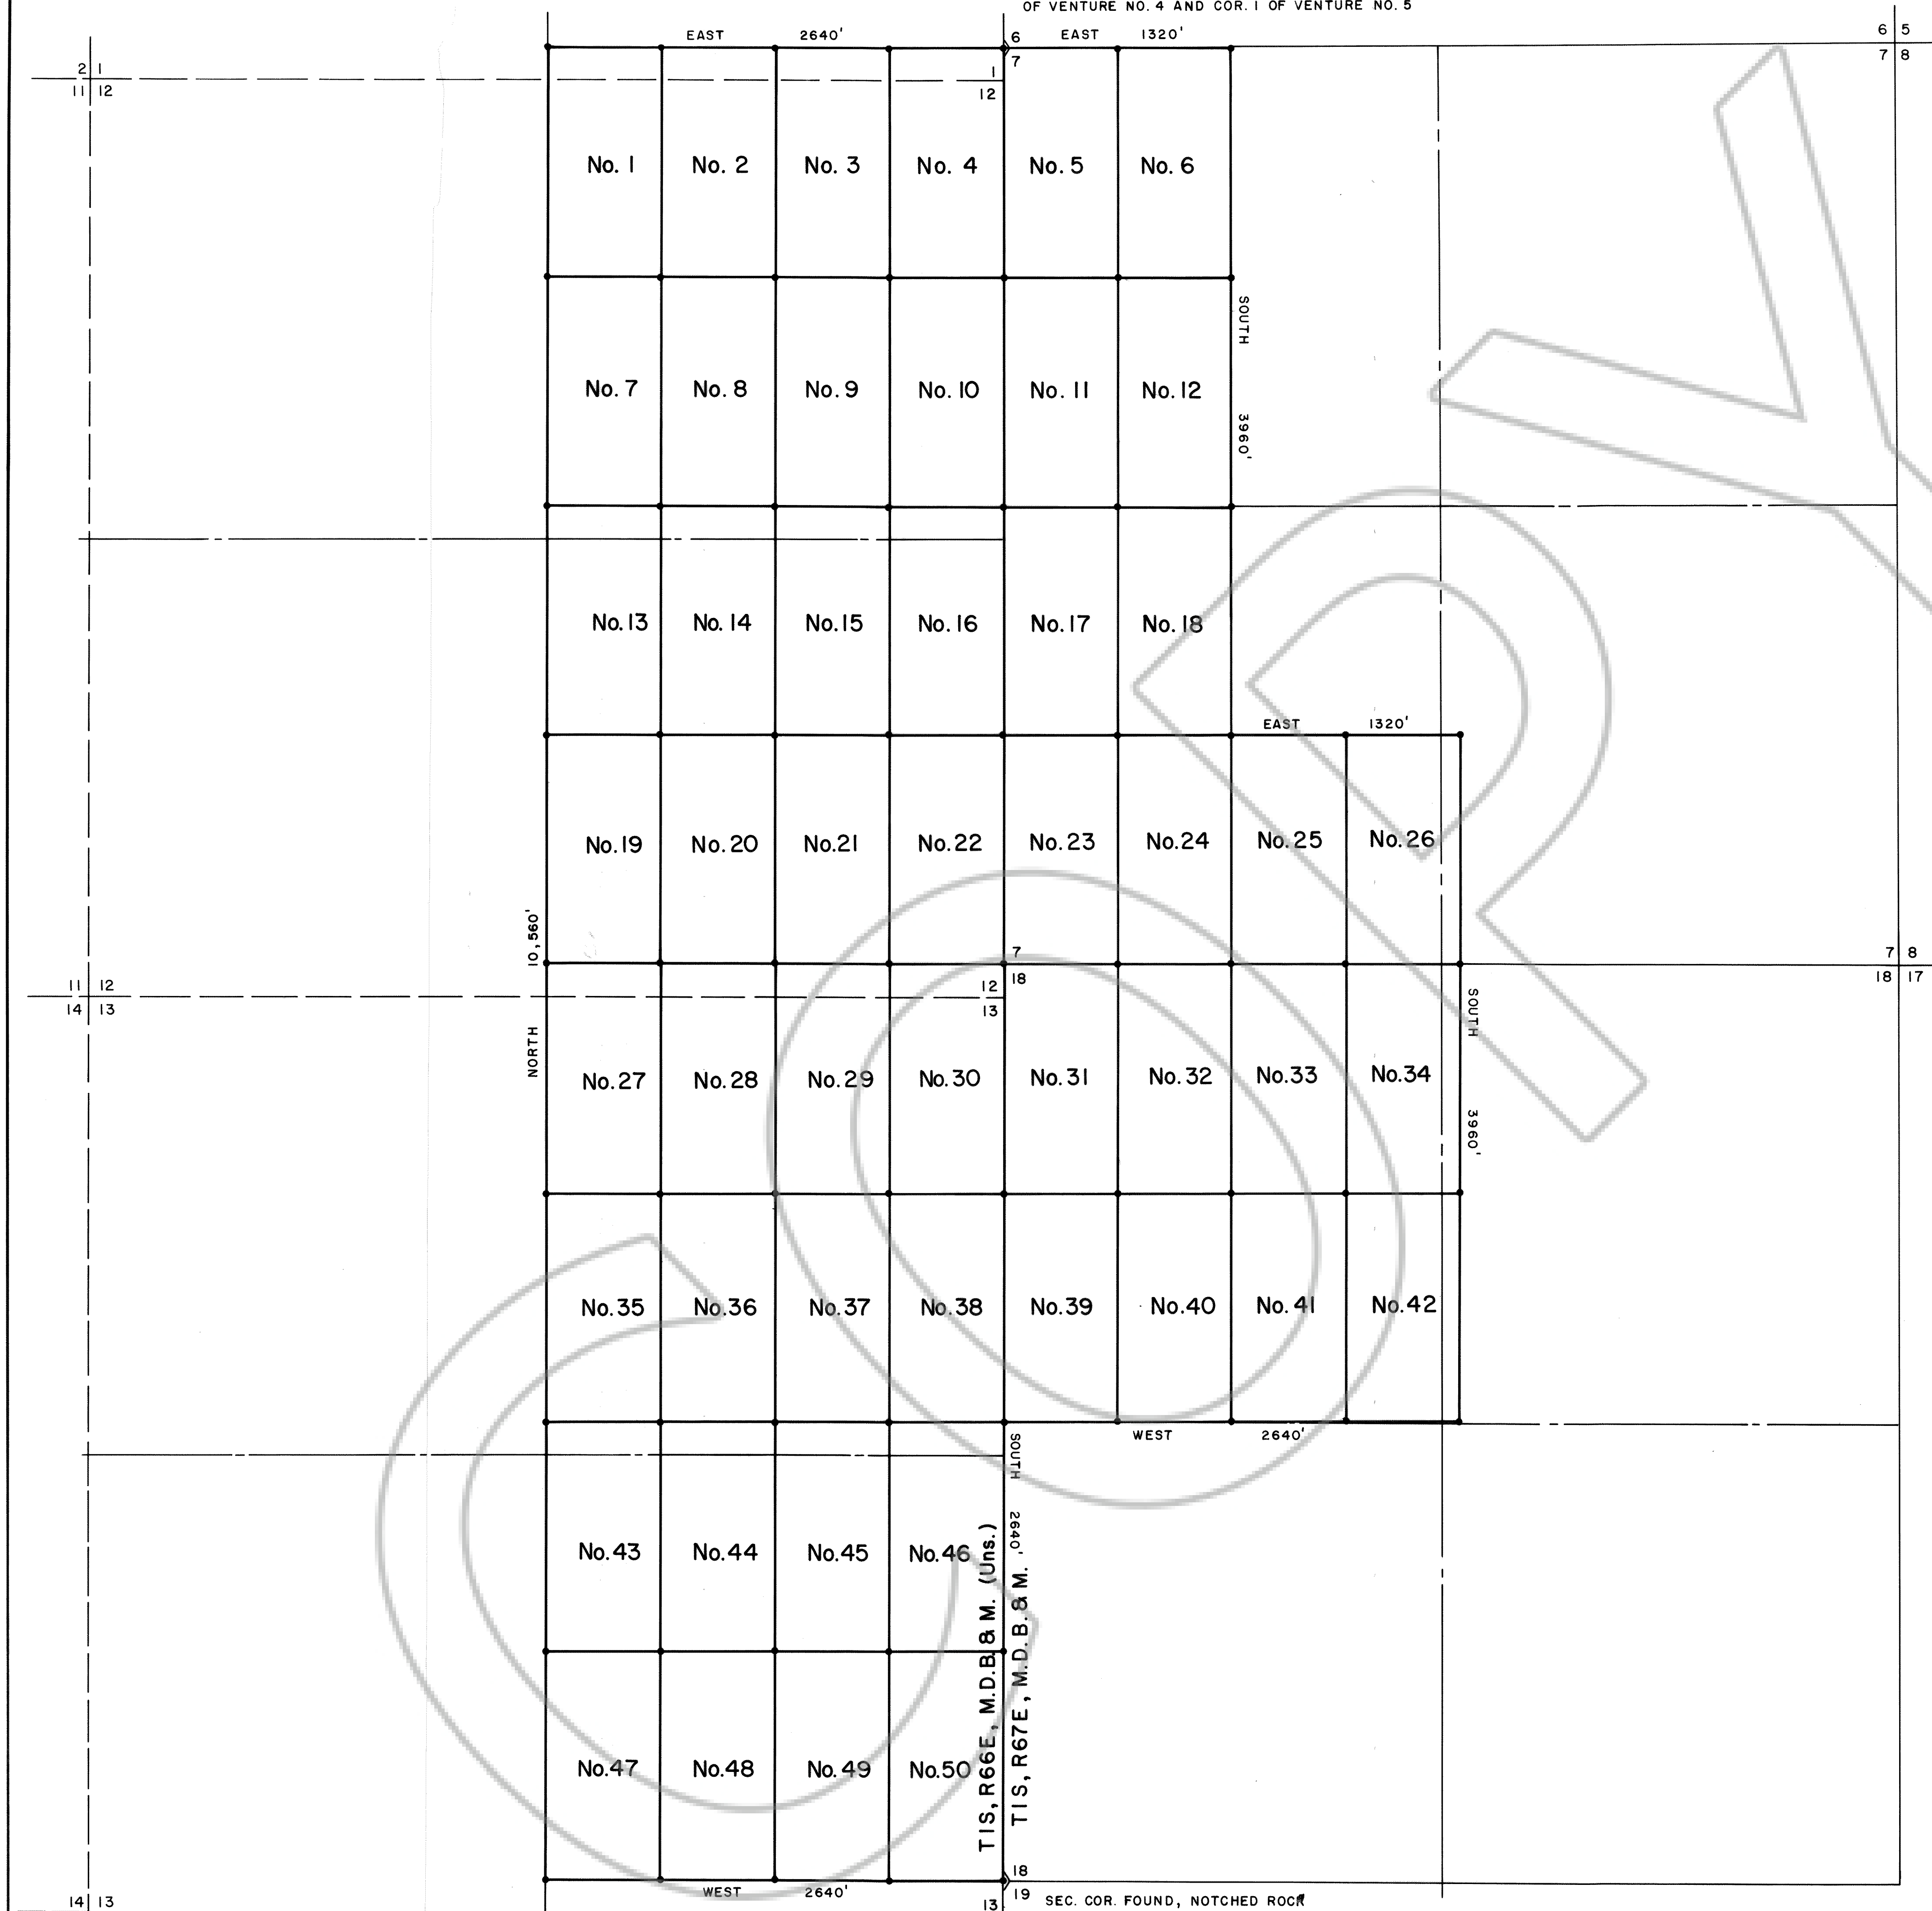 OF VENTURE NO. 4 AND COR. 1 OF VENTURE NO. 5
EAST 2640' 6 EAST 1320' 6 5
7 7 8
2 1 1
11 12 12
No. 1 No. 2 No. 3 No. 4 No. 5 No. 6
SOUTH 3960'
No. 7 No. 8 No. 9 No. 10 No. 11 No. 12
No. 13 No. 14 No. 15 No. 16 No. 17 No. 18
EAST 1320'
No. 19 No. 20 No. 21 No. 22 No. 23 No. 24 No. 25 No. 26
NORTH 10,560'
7 7 8
18 18 17
11 12 12
14 13 13
SOUTH 3960'
No. 27 No. 28 No. 29 No. 30 No. 31 No. 32 No. 33 No. 34
No. 35 No. 36 No. 37 No. 38 No. 39 No. 40 No. 41 No. 42
WEST 2640'
SOUTH 2640'
No. 43 No. 44 No. 45 No. 46
T1S, R66E, M.D.B.& M. (Uns.)
T1S, R67E, M.D.B.& M.
No. 47 No. 48 No. 49 No. 50
18
WEST 2640' 19 SEC. COR. FOUND, NOTCHED ROCK
14 13 13
COPY